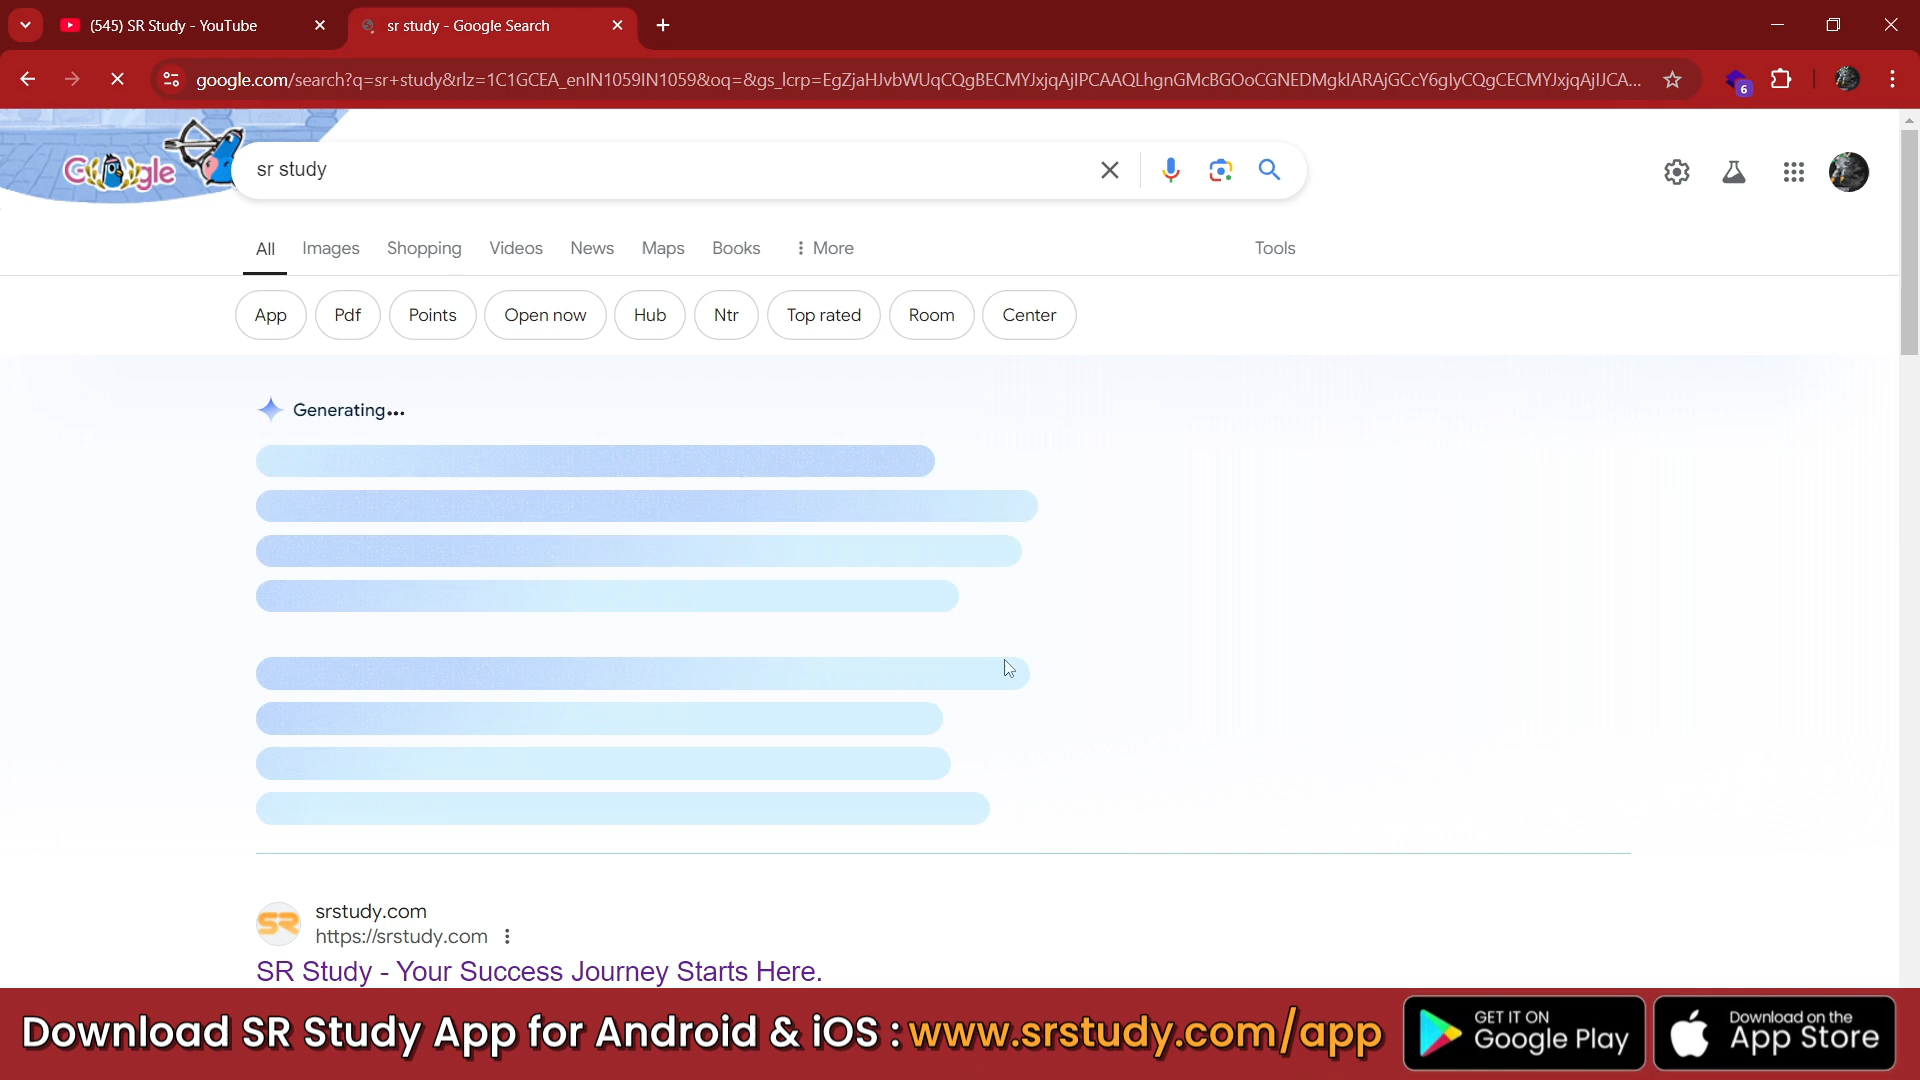 (545) SR Study - YouTube
sr study - Google Search
google.com/search?q=sr+study&rlz=1C1GCEA_enIN1059IN1059&oq=&gs_lcrp=EgZjaHJvbWUqCQgBECMYJxjqAjIPCAAQLhgnGMcBGOoCGNEDMgkIARAjGCcY6gIyCQgCECMYJxjqAjIJCA...
6
Google
sr study
All Images Shopping Videos News Maps Books More Tools
App Pdf Points Open now Hub Ntr Top rated Room Center
Generating...
SR
srstudy.com
https://srstudy.com
SR Study - Your Success Journey Starts Here.
Download SR Study App for Android & iOS : www.srstudy.com/app
GET IT ON
Google Play
Download on the
App Store